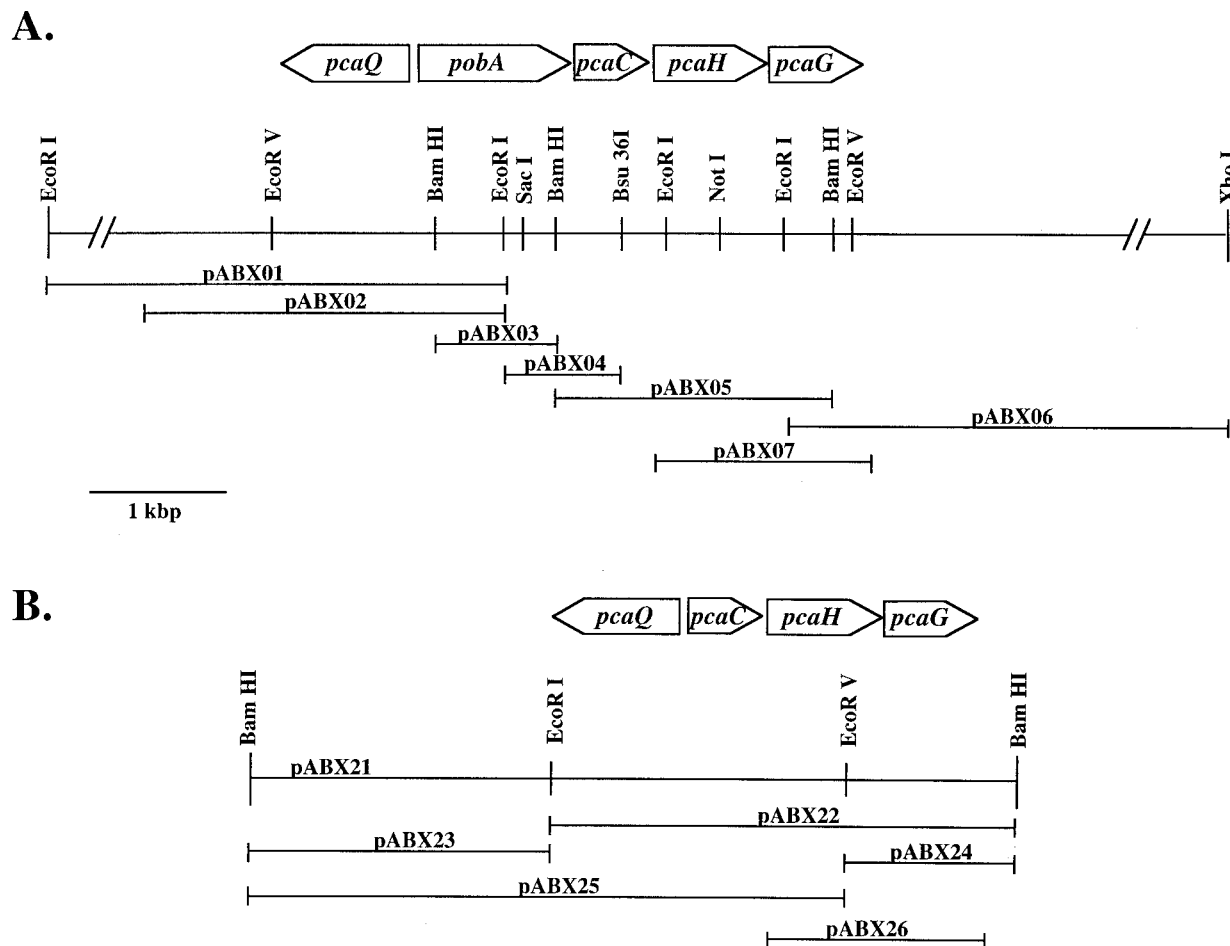 A.
pcaQ pobA pcaC pcaH pcaG
EcoR I EcoR V Bam HI EcoR I Sac I Bam HI Bsu 36I EcoR I Not I EcoR I Bam HI EcoR V Xho I
pABX01
pABX02
pABX03
pABX04
pABX05
pABX06
pABX07
1 kbp
B.
pcaQ pcaC pcaH pcaG
Bam HI EcoR I EcoR V Bam HI
pABX21
pABX22
pABX23
pABX24
pABX25
pABX26